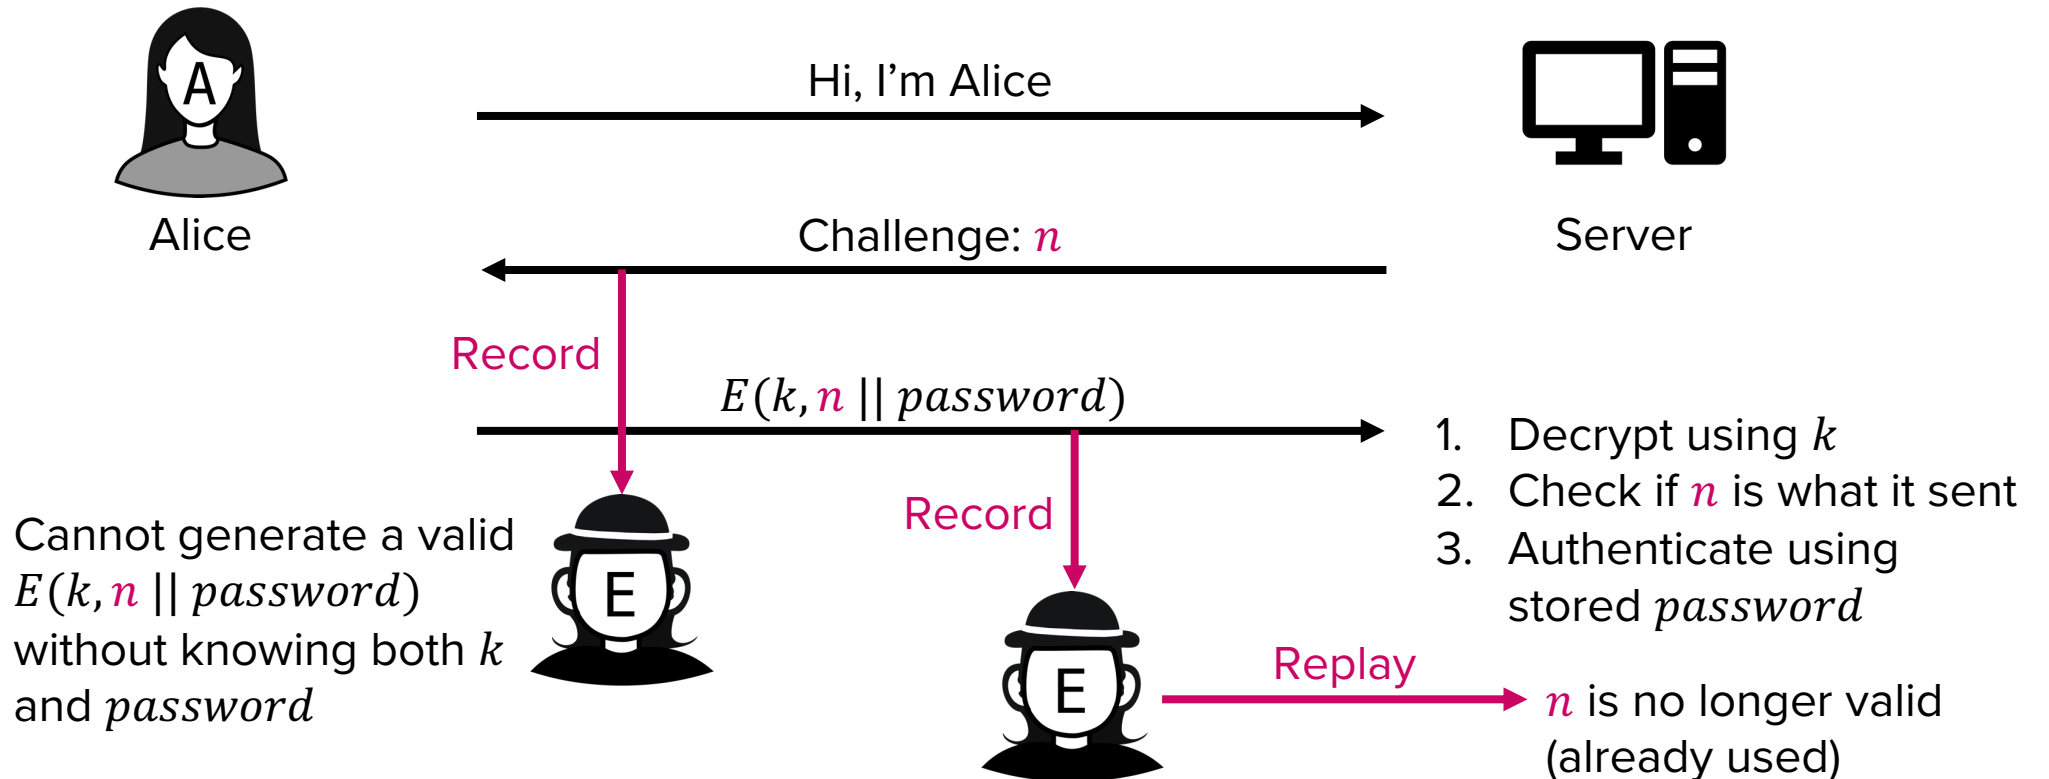 A
Hi, I'm Alice
Alice
Server
Challenge: n
Record
E(k, n || password)
Record
1. Decrypt using k
2. Check if n is what it sent
3. Authenticate using
stored password
Cannot generate a valid
E(k, n || password)
without knowing both k
and password
E
E
Replay
n is no longer valid
(already used)